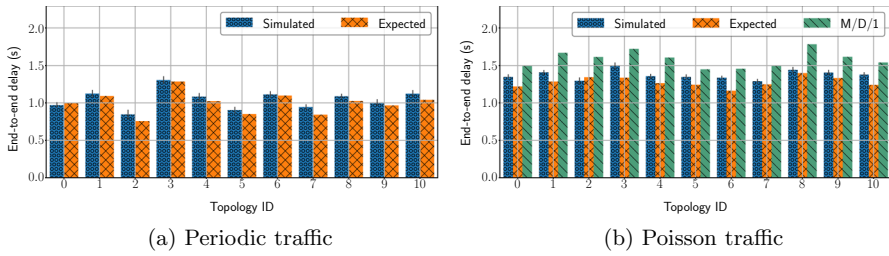 Simulated Expected
End-to-end delay (s)
2.0
1.5
1.0
0.5
0.0
0 1 2 3 4 5 6 7 8 9 10
Topology ID
(a) Periodic traffic
Simulated Expected M/D/1
End-to-end delay (s)
2.0
1.5
1.0
0.5
0.0
0 1 2 3 4 5 6 7 8 9 10
Topology ID
(b) Poisson traffic